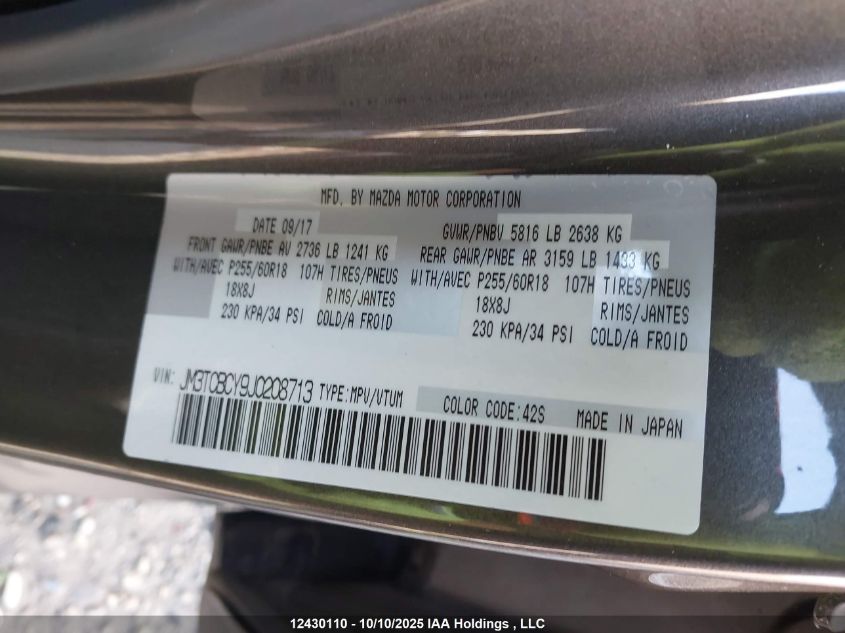 MFD. BY MAZDA MOTOR CORPORATION
DATE 09/17 GVWR/PNBV 5816 LB 2638 KG
FRONT GAWR/PNBE AV 2736 LB 1241 KG REAR GAWR/PNBE AR 3159 LB 1433 KG
WITH/AVEC P255/60R18 107H TIRES/PNEUS WITH/AVEC P255/60R18 107H TIRES/PNEUS
18X8J RIMS/JANTES 18X8J RIMS/JANTES
230 KPA/34 PSI COLD/A FROID 230 KPA/34 PSI COLD/A FROID
VIN: JM3TCBCY9J0208713 TYPE:MPV/VTUM COLOR CODE:42S MADE IN JAPAN
12430110 - 10/10/2025 IAA Holdings , LLC